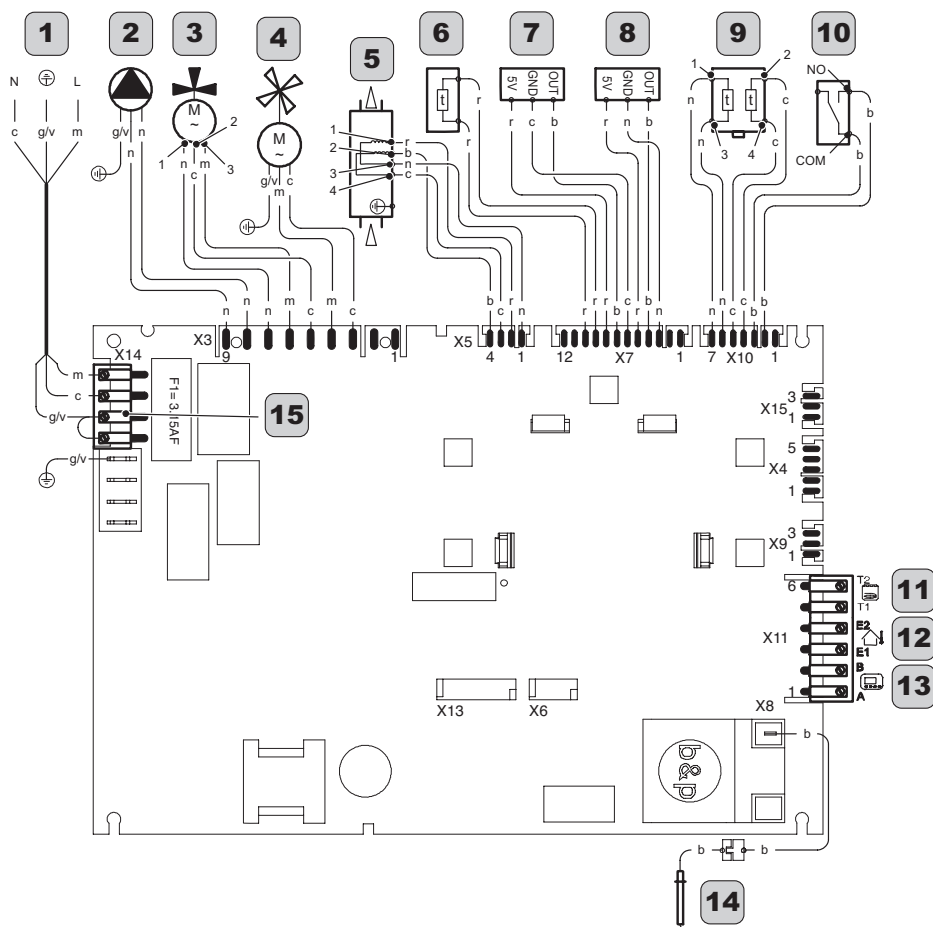 1 2 3 4 5 6 7 8 9 10
N L
c g/v m
g/v n
n
M
~
1 2 3
n c m
M
~
g/v m c
1 2 3 4
r b n c
t
r
r
5V GND OUT
r c b
5V GND OUT
r n b
1 2
t t
n n c c
3 4
NO
b
b
COM
n n n m c m c
b c r n
r r r b c r b n
n n c c b b
X3
9 1
X5
4 1
12 X7 1
7 X10 1
X14
m
c
g/v
g/v
F1= 3.15AF
15
3
X15
1
5
X4
1
3
X9
1
6
X11
1
T2
T1
E2
E1
B
A
11
12
13
X13 X6 X8
d&d
b
b b
14